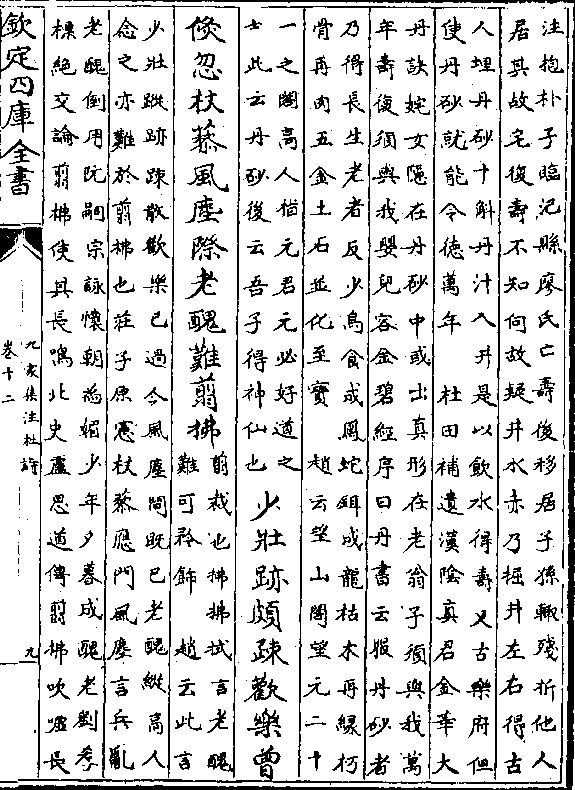 注抱朴子臨沅縣廖氏亡壽後移居子孫輒殘折他人
居其故宅復壽不知何故疑井水赤乃掘井左右得古
人埋丹砂十斛丹汁入井是以飲水得壽又古樂府但
使丹砂就能令徳萬年 杜田補遺漢陰真君金華大
丹訣姹女隱在丹砂中或出真形在老翁子須與我萬
年壽復須與我嬰兒容金碧經序曰丹書云服丹砂者
乃得長生老者反少鳥食成鳳蛇餌成龍枯木再緑朽
骨再肉五金土石並化至寳 趙云望山閣望元二十
一之閣高人指元君元必好道之
士此云丹砂後云吾子得神仙也
少壯跡頗疎歡樂曾
倐忽杖藜風塵際老醜難翦拂
翦裁也拂拂拭言老醜
難可矜飾 趙云此言
少壯蹤跡疎散歡樂已過今風塵間既已老醜縱高人
念之亦難於翦拂也莊子原憲杖藜應門風塵言兵亂
老醜倒用阮嗣宗詠懷朝為媚少年夕暮成醜老劉孝
標絶交論翦拂使其長鳴北史盧思道傳翦拂吹嘘長
欽定四庫全書
九家集注杜詩
卷十二
九